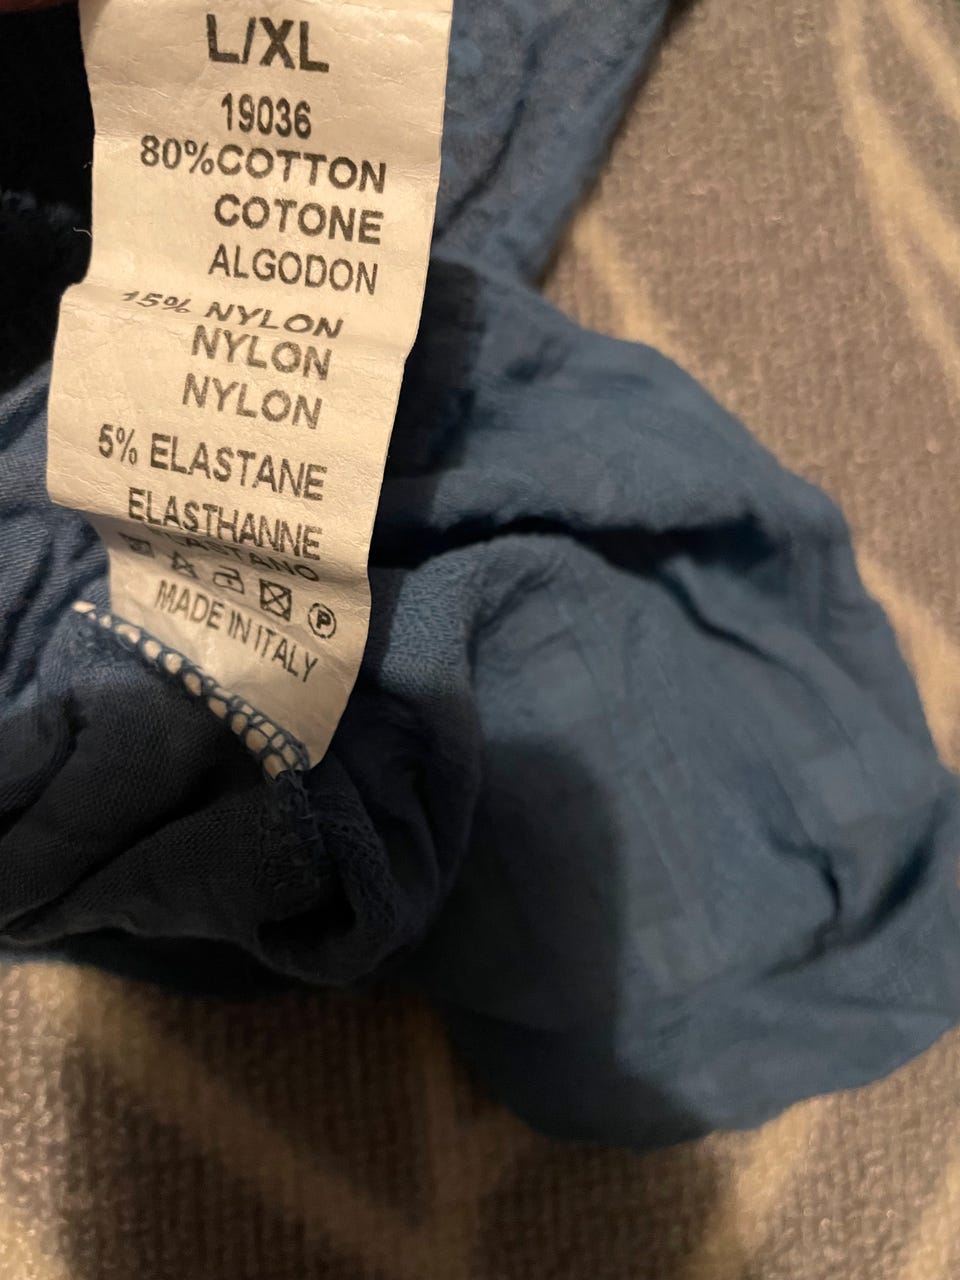 L/XL
19036
80%COTTON
COTONE
ALGODON
15% NYLON
NYLON
NYLON
5% ELASTANE
ELASTHANNE
ELASTANO
P
MADE IN ITALY